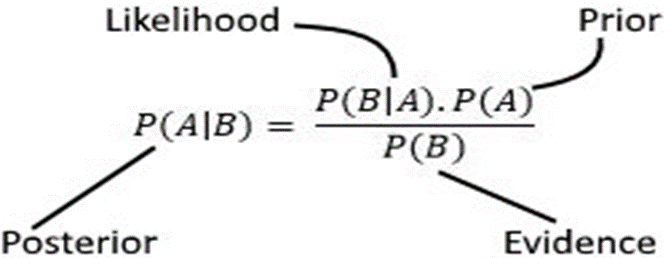 Likelihood Prior
P(B|A).P(A)
P(A|B) =
P(B)
Posterior Evidence